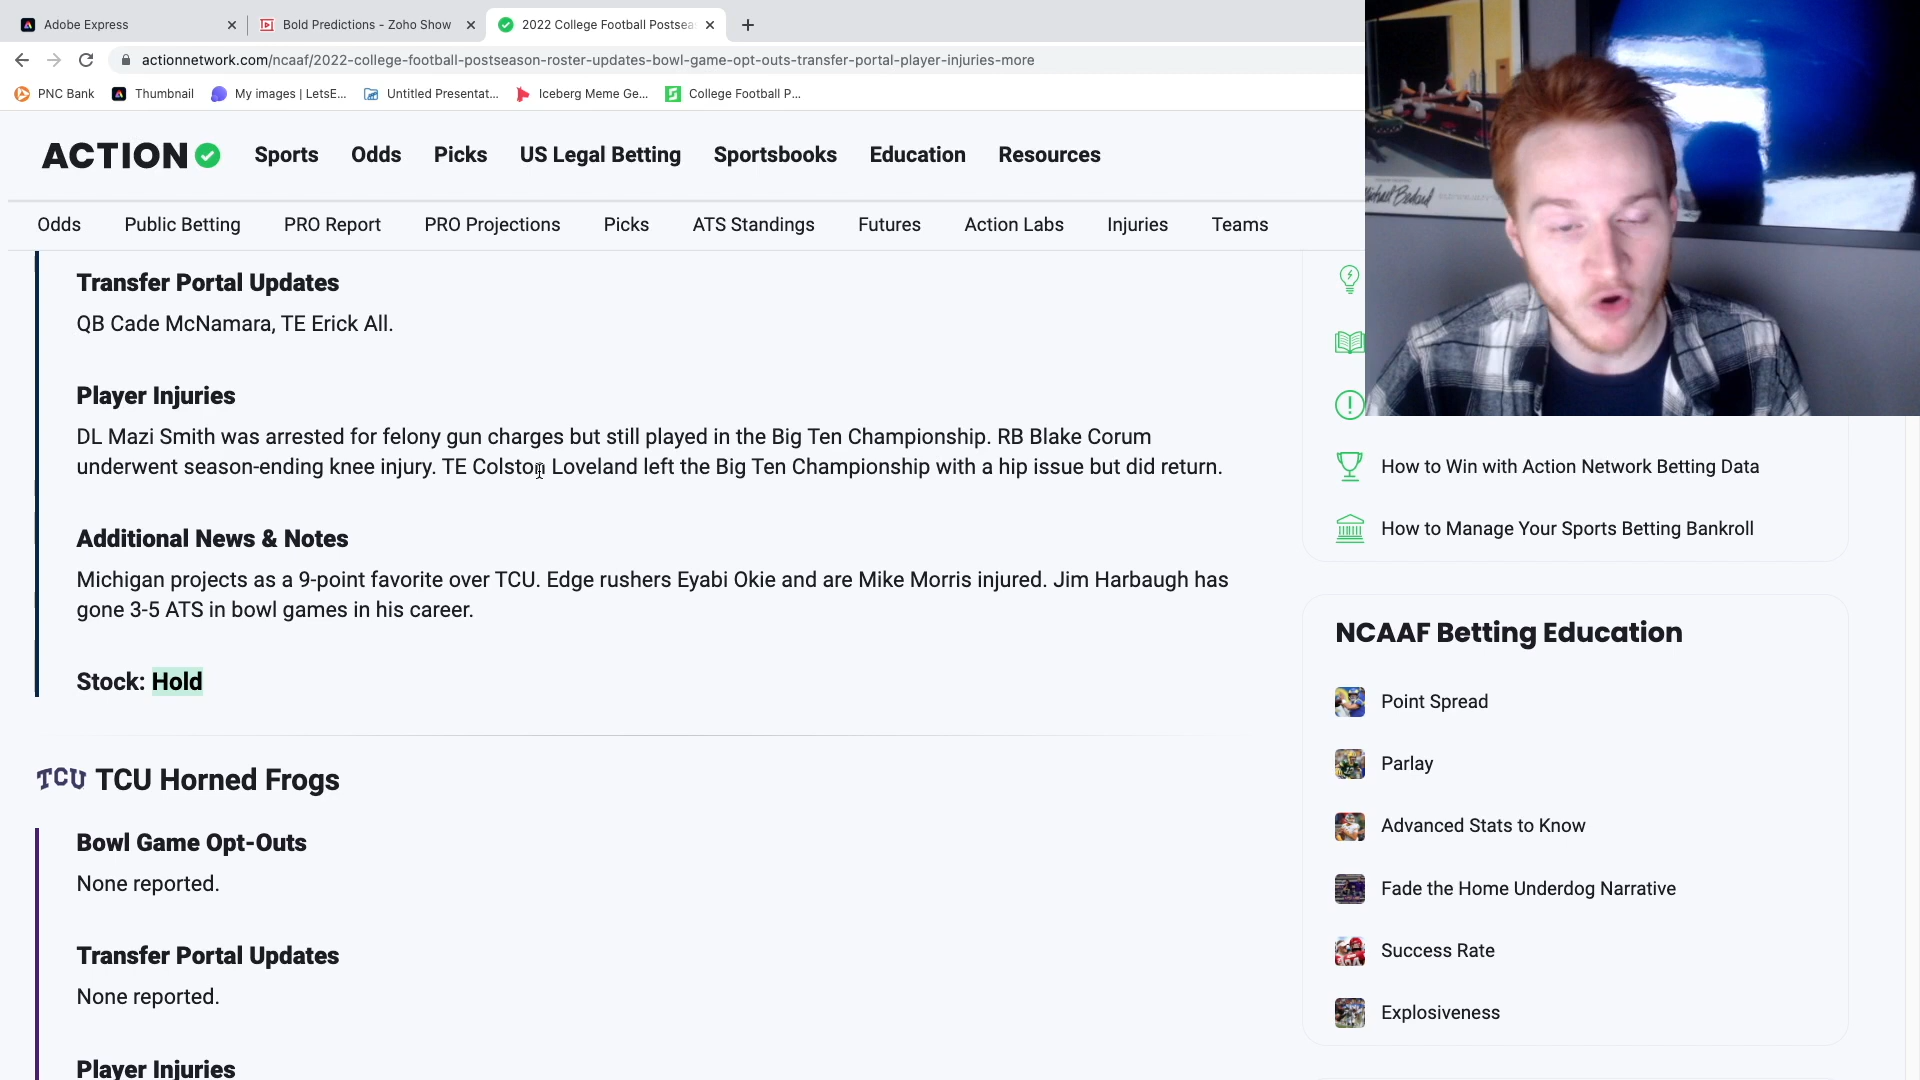 Adobe Express
Bold Predictions - Zoho Show
2022 College Football Postsea
actionnetwork.com/ncaaf/2022-college-football-postseason-roster-updates-bowl-game-opt-outs-transfer-portal-player-injuries-more
PNC Bank
Thumbnail
My images | LetsE...
Untitled Presentat...
Iceberg Meme Ge...
College Football P...
ACTION
Sports
Odds
Picks
US Legal Betting
Sportsbooks
Education
Resources
Odds
Public Betting
PRO Report
PRO Projections
Picks
ATS Standings
Futures
Action Labs
Injuries
Teams
Transfer Portal Updates
QB Cade McNamara, TE Erick All.
Player Injuries
DL Mazi Smith was arrested for felony gun charges but still played in the Big Ten Championship. RB Blake Corum
underwent season-ending knee injury. TE Colston Loveland left the Big Ten Championship with a hip issue but did return.
Additional News & Notes
Michigan projects as a 9-point favorite over TCU. Edge rushers Eyabi Okie and are Mike Morris injured. Jim Harbaugh has
gone 3-5 ATS in bowl games in his career.
Stock: Hold
TCU TCU Horned Frogs
Bowl Game Opt-Outs
None reported.
Transfer Portal Updates
None reported.
Player Injuries
How to Win with Action Network Betting Data
How to Manage Your Sports Betting Bankroll
NCAAF Betting Education
Point Spread
Parlay
Advanced Stats to Know
Fade the Home Underdog Narrative
Success Rate
Explosiveness